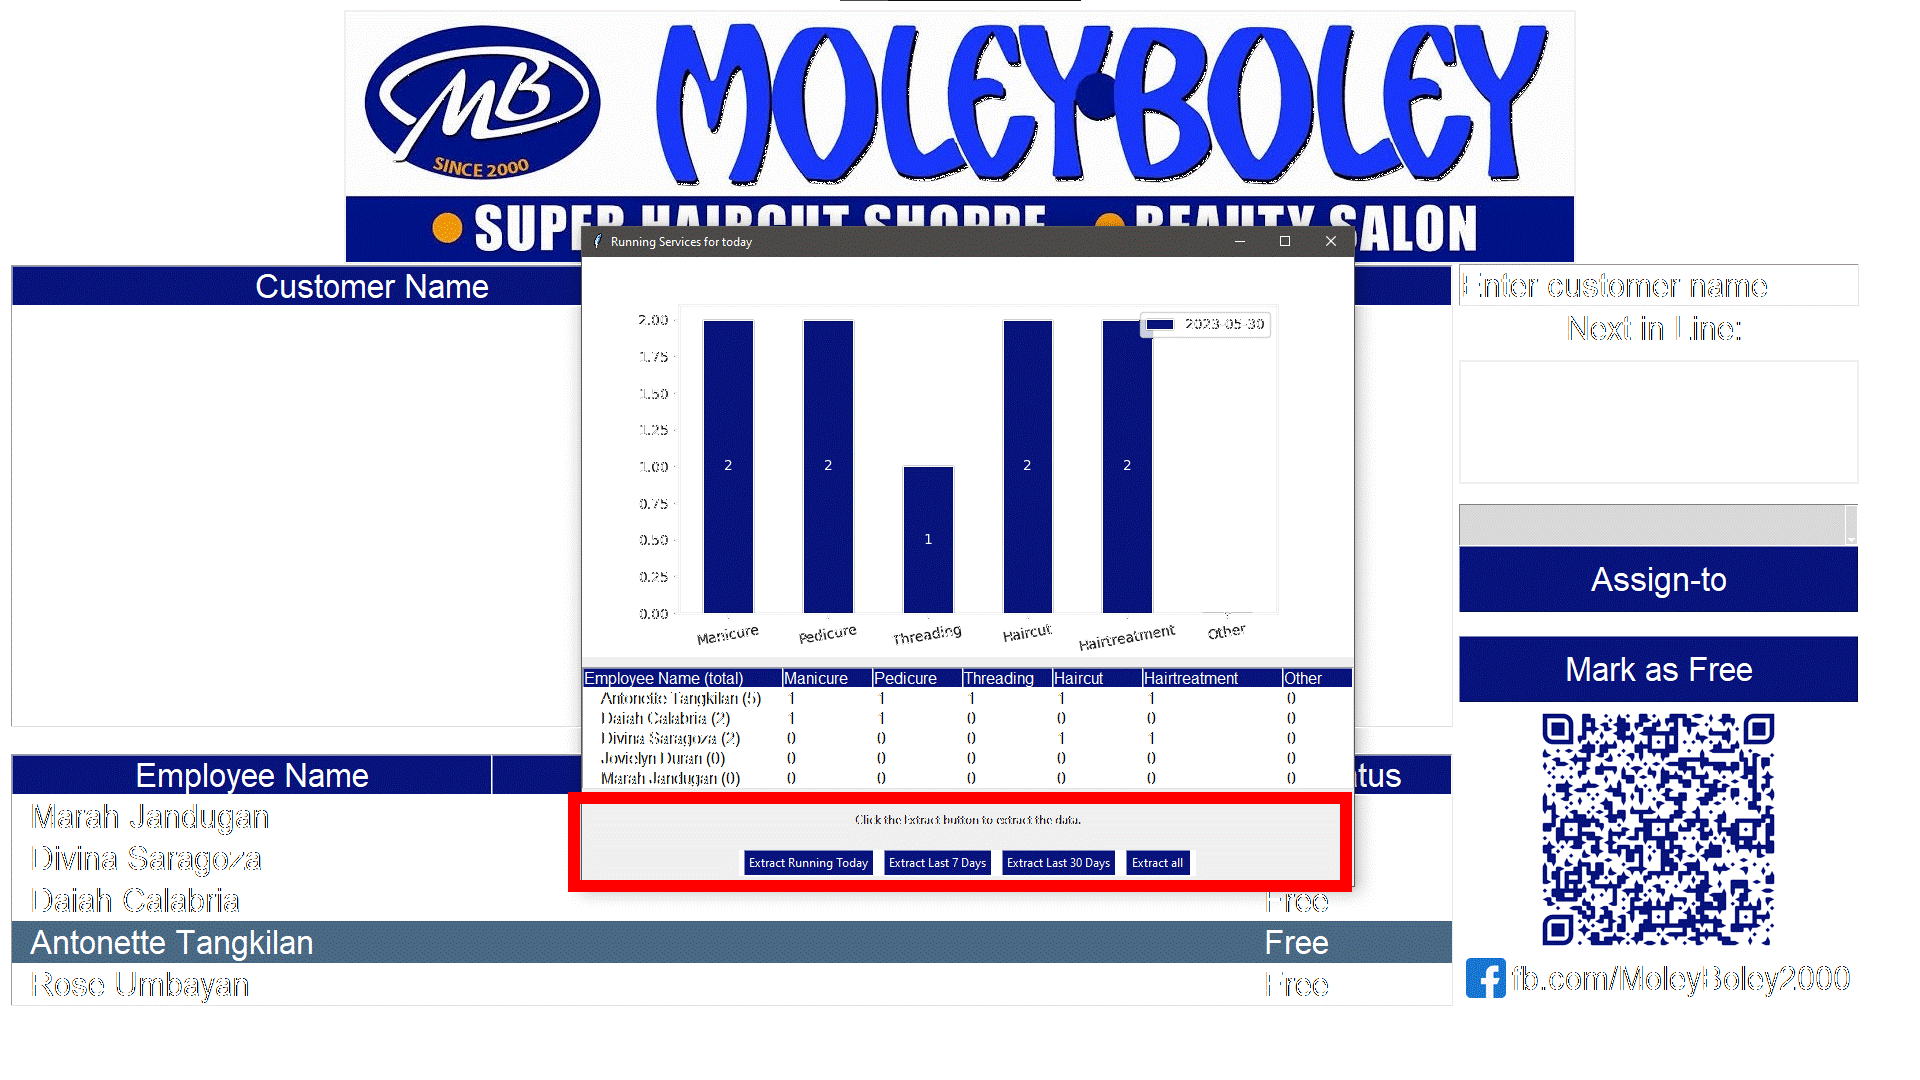 MB
SINCE 2000
MOLEY BOLEY
SUPER HAIRCUT SHOPPE BEAUTY SALON
Running Services for today
Customer Name
Enter customer name
Next in Line:
2023-05-30
2.00
1.75
1.50
1.25
1.00
0.75
0.50
0.25
0.00
2 2 1 2 2
Manicure Pedicure Threading Haircut Hairtreatment Other
Assign-to
Mark as Free
Employee Name (total) Manicure Pedicure Threading Haircut Hairtreatment Other
Antonette Tangkilan (5) 1 1 1 1 1 0
Daiah Calabria (2) 1 1 0 0 0 0
Divina Saragoza (2) 0 0 0 1 1 0
Jovielyn Duran (0) 0 0 0 0 0 0
Marah Jandugan (0) 0 0 0 0 0 0
Click the Extract button to extract the data.
Extract Running Today Extract Last 7 Days Extract Last 30 Days Extract all
Employee Name tus
Marah Jandugan
Divina Saragoza
Daiah Calabria Free
Antonette Tangkilan Free
Rose Umbayan Free
fb.com/MoleyBoley2000